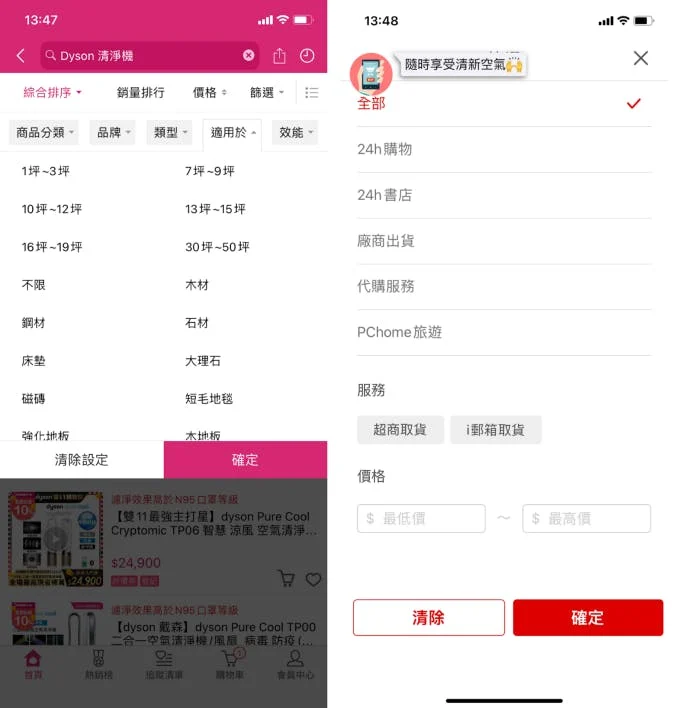 13:47
Dyson 清淨機
綜合排序 銷量排行 價格 篩選
商品分類 品牌 類型 適用於 效能
1坪~3坪 7坪~9坪
10坪~12坪 13坪~15坪
16坪~19坪 30坪~50坪
不限 木材
鋼材 石材
床墊 大理石
磁磚 短毛地毯
強化地板 木地板
清除設定 確定
濾淨效果高於N95口罩等級
【雙11最強主打星】dyson Pure Cool
Cryptomic TP06 智慧 涼風 空氣清淨…
$24,900
折價券 登記
濾淨效果高於N95口罩等級
【dyson 戴森】dyson Pure Cool TP00
二合一空氣清淨機/風扇 病毒 防疫(…
首頁 熱銷榜 追蹤清單 購物車 會員中心
1
13:48
隨時享受清新空氣🙌
全部
24h購物
24h書店
廠商出貨
代購服務
PChome旅遊
服務
超商取貨 i郵箱取貨
價格
$ 最低價 ～ $ 最高價
清除 確定